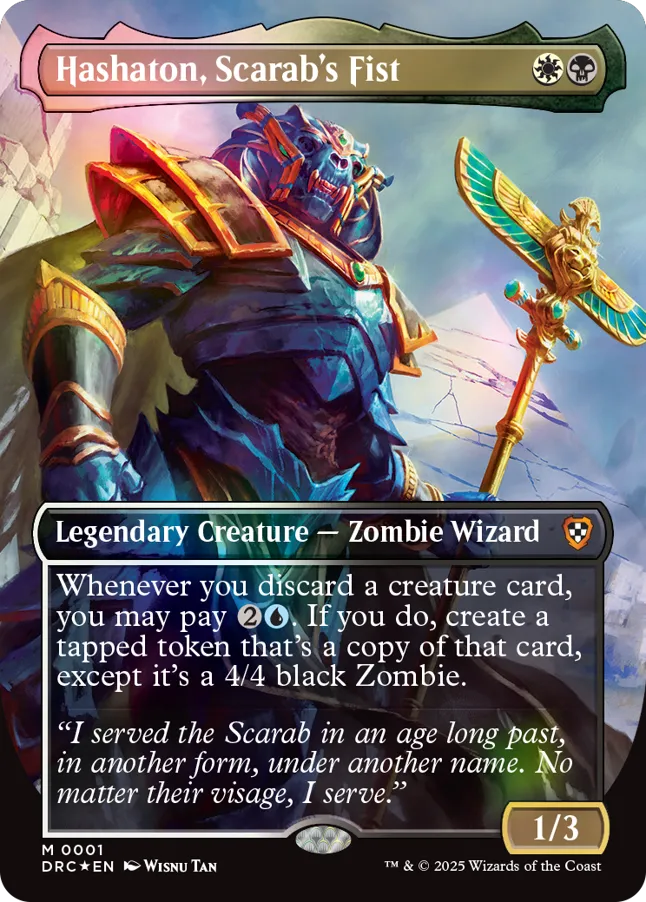 Hashaton, Scarab's Fist
Legendary Creature — Zombie Wizard
Whenever you discard a creature card,
you may pay 2. If you do, create a
tapped token that's a copy of that card,
except it's a 4/4 black Zombie.
“I served the Scarab in an age long past,
in another form, under another name. No
matter their visage, I serve.”
1/3
M 0001
DRC★EN Wisnu Tan
™ & © 2025 Wizards of the Coast